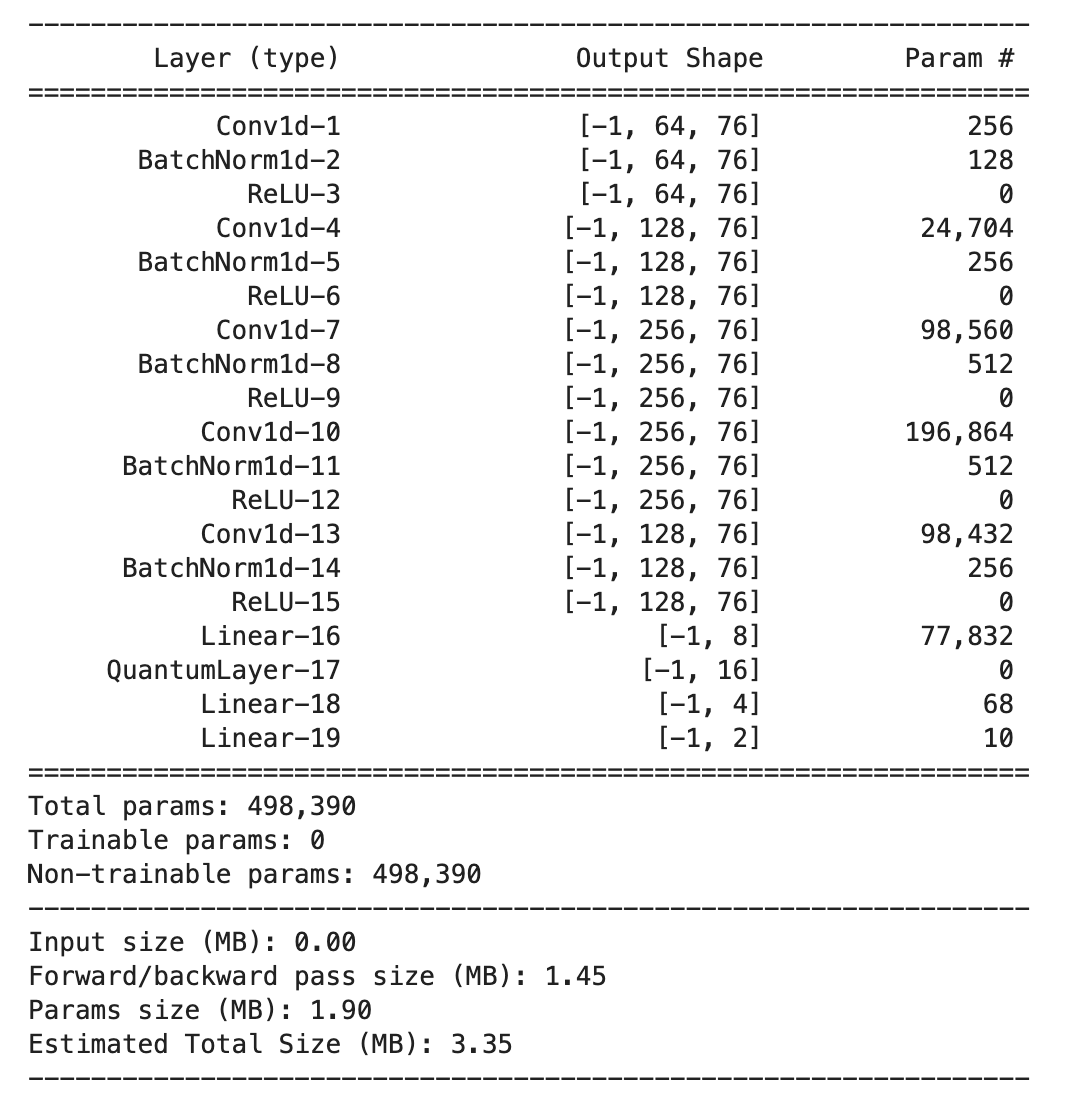 ----------------------------------------------------------------
Layer (type) Output Shape Param #
================================================================
Conv1d-1 [-1, 64, 76] 256
BatchNorm1d-2 [-1, 64, 76] 128
ReLU-3 [-1, 64, 76] 0
Conv1d-4 [-1, 128, 76] 24,704
BatchNorm1d-5 [-1, 128, 76] 256
ReLU-6 [-1, 128, 76] 0
Conv1d-7 [-1, 256, 76] 98,560
BatchNorm1d-8 [-1, 256, 76] 512
ReLU-9 [-1, 256, 76] 0
Conv1d-10 [-1, 256, 76] 196,864
BatchNorm1d-11 [-1, 256, 76] 512
ReLU-12 [-1, 256, 76] 0
Conv1d-13 [-1, 128, 76] 98,432
BatchNorm1d-14 [-1, 128, 76] 256
ReLU-15 [-1, 128, 76] 0
Linear-16 [-1, 8] 77,832
QuantumLayer-17 [-1, 16] 0
Linear-18 [-1, 4] 68
Linear-19 [-1, 2] 10
================================================================
Total params: 498,390
Trainable params: 0
Non-trainable params: 498,390
----------------------------------------------------------------
Input size (MB): 0.00
Forward/backward pass size (MB): 1.45
Params size (MB): 1.90
Estimated Total Size (MB): 3.35
----------------------------------------------------------------